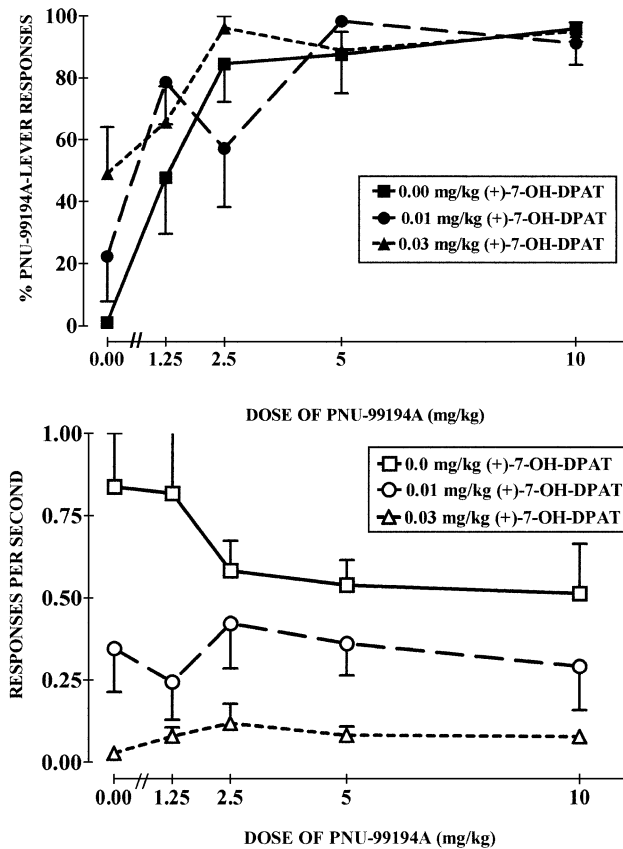 % PNU-99194A-LEVER RESPONSES
100
80
60
40
20
0
0.00 mg/kg (+)-7-OH-DPAT
0.01 mg/kg (+)-7-OH-DPAT
0.03 mg/kg (+)-7-OH-DPAT
0.00 1.25 2.5 5 10
DOSE OF PNU-99194A (mg/kg)
RESPONSES PER SECOND
1.00
0.75
0.50
0.25
0.00
0.0 mg/kg (+)-7-OH-DPAT
0.01 mg/kg (+)-7-OH-DPAT
0.03 mg/kg (+)-7-OH-DPAT
0.00 1.25 2.5 5 10
DOSE OF PNU-99194A (mg/kg)